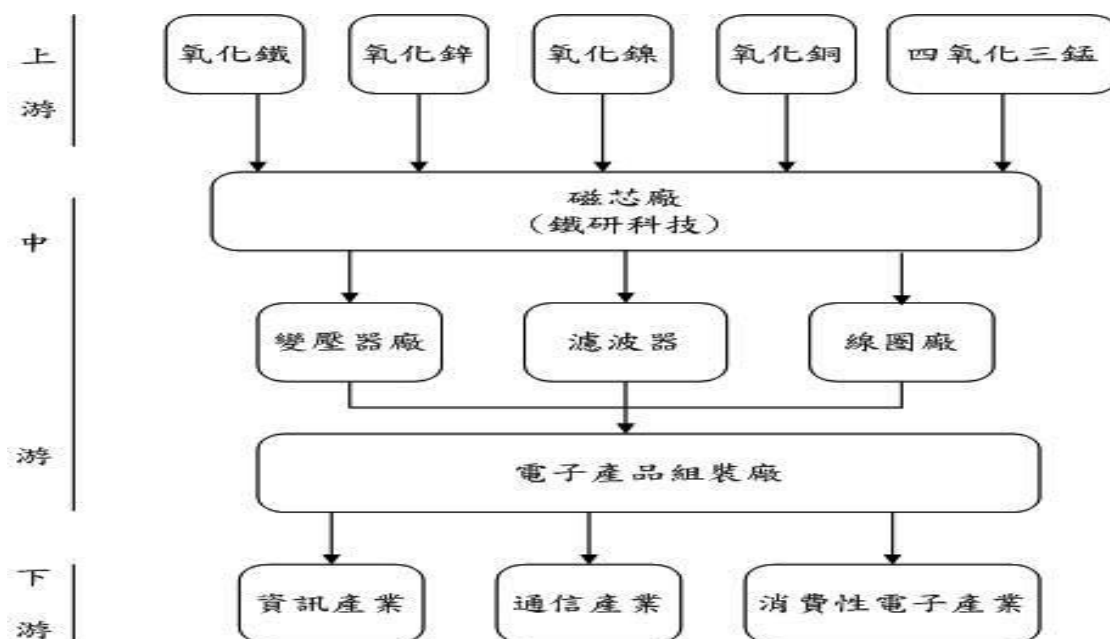 上游
氧化鐵
氧化鋅
氧化鎳
氧化銅
四氧化三錳
中游
磁芯廠
（鐵研科技）
變壓器廠
濾波器
線圈廠
電子產品組裝廠
下游
資訊產業
通信產業
消費性電子產業